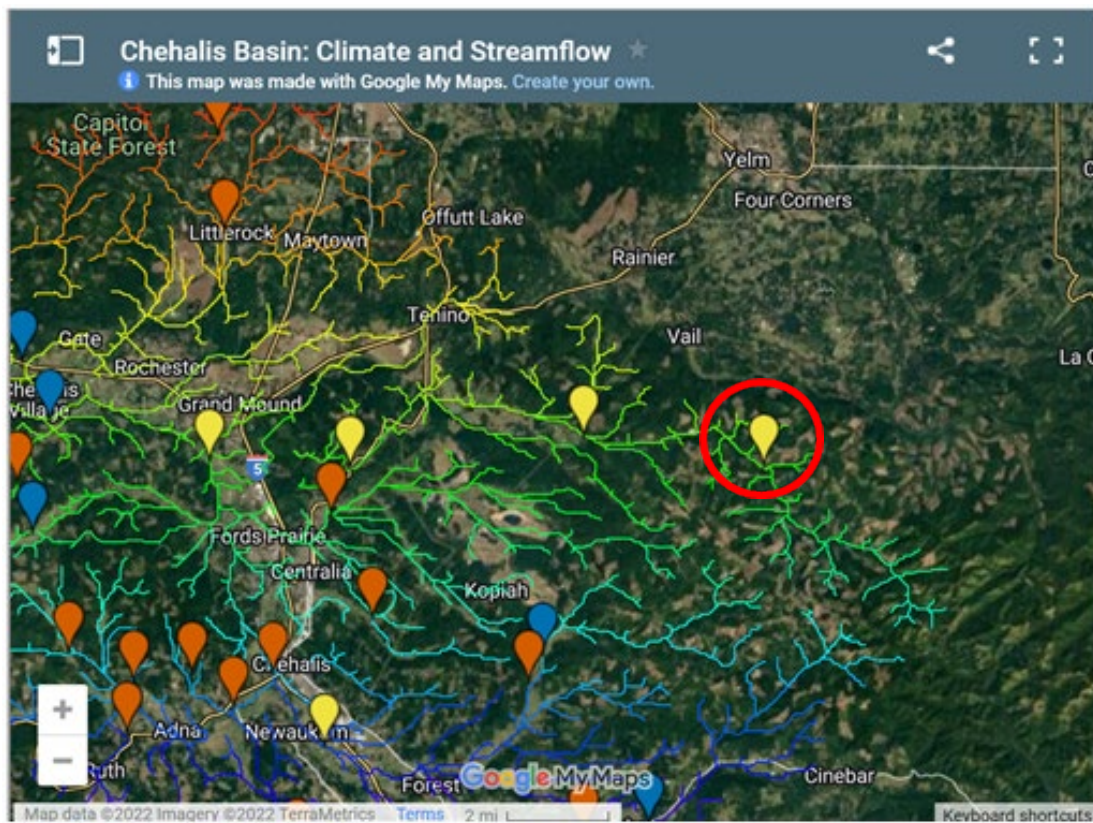 Chehalis Basin: Climate and Streamflow
This map was made with Google My Maps. Create your own.
Capitol
State Forest
Yelm
Four Corners
Littlerock
Maytown
Offutt Lake
Rainier
Tenino
Vail
Gate
Rochester
La
Grand Mound
Village
5
Fords Prairie
Centralia
Kopiah
Chehalis
Adna
Newaukum
Ruth
Forest
Google My Maps
Cinebar
+
−
Map data ©2022 Imagery ©2022 TerraMetrics
Terms
2 mi
Keyboard shortcuts